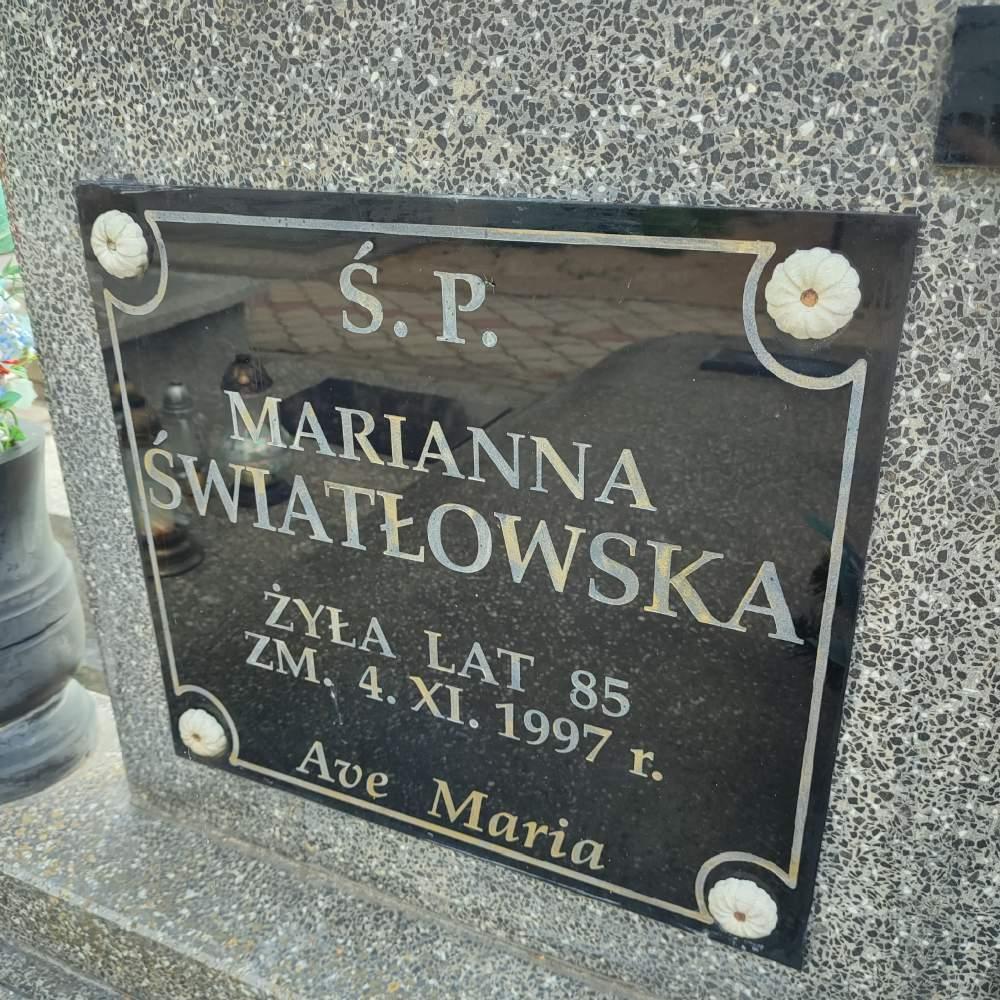 Ś. P.
MARIANNA
ŚWIATŁOWSKA
ŻYŁA LAT 85
ZM. 4. XI. 1997 r.
Ave Maria